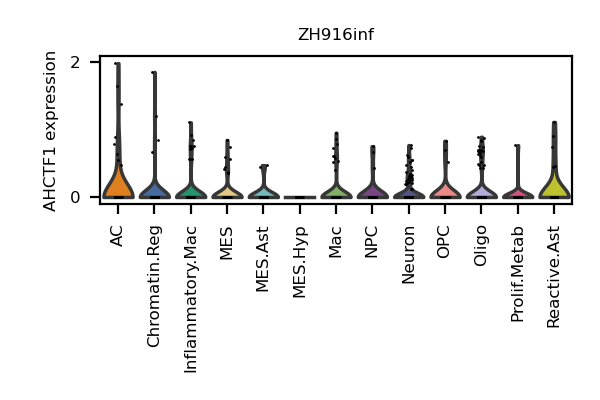 ZH916inf
AHCTF1 expression
2
0
AC
Chromatin.Reg
Inflammatory.Mac
MES
MES.Ast
MES.Hyp
Mac
NPC
Neuron
OPC
Oligo
Prolif.Metab
Reactive.Ast